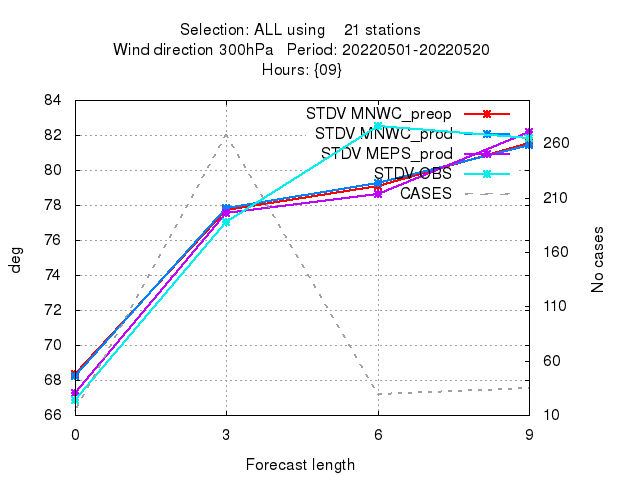 Selection: ALL using    21 stations
Wind direction 300hPa   Period: 20220501-20220520
Hours: {09}
STDV MNWC_preop
STDV MNWC_prod
STDV MEPS_prod
STDV OBS
CASES
84
82
80
78
76
74
72
70
68
66
deg
260
210
160
110
60
10
No cases
0 3 6 9
Forecast length